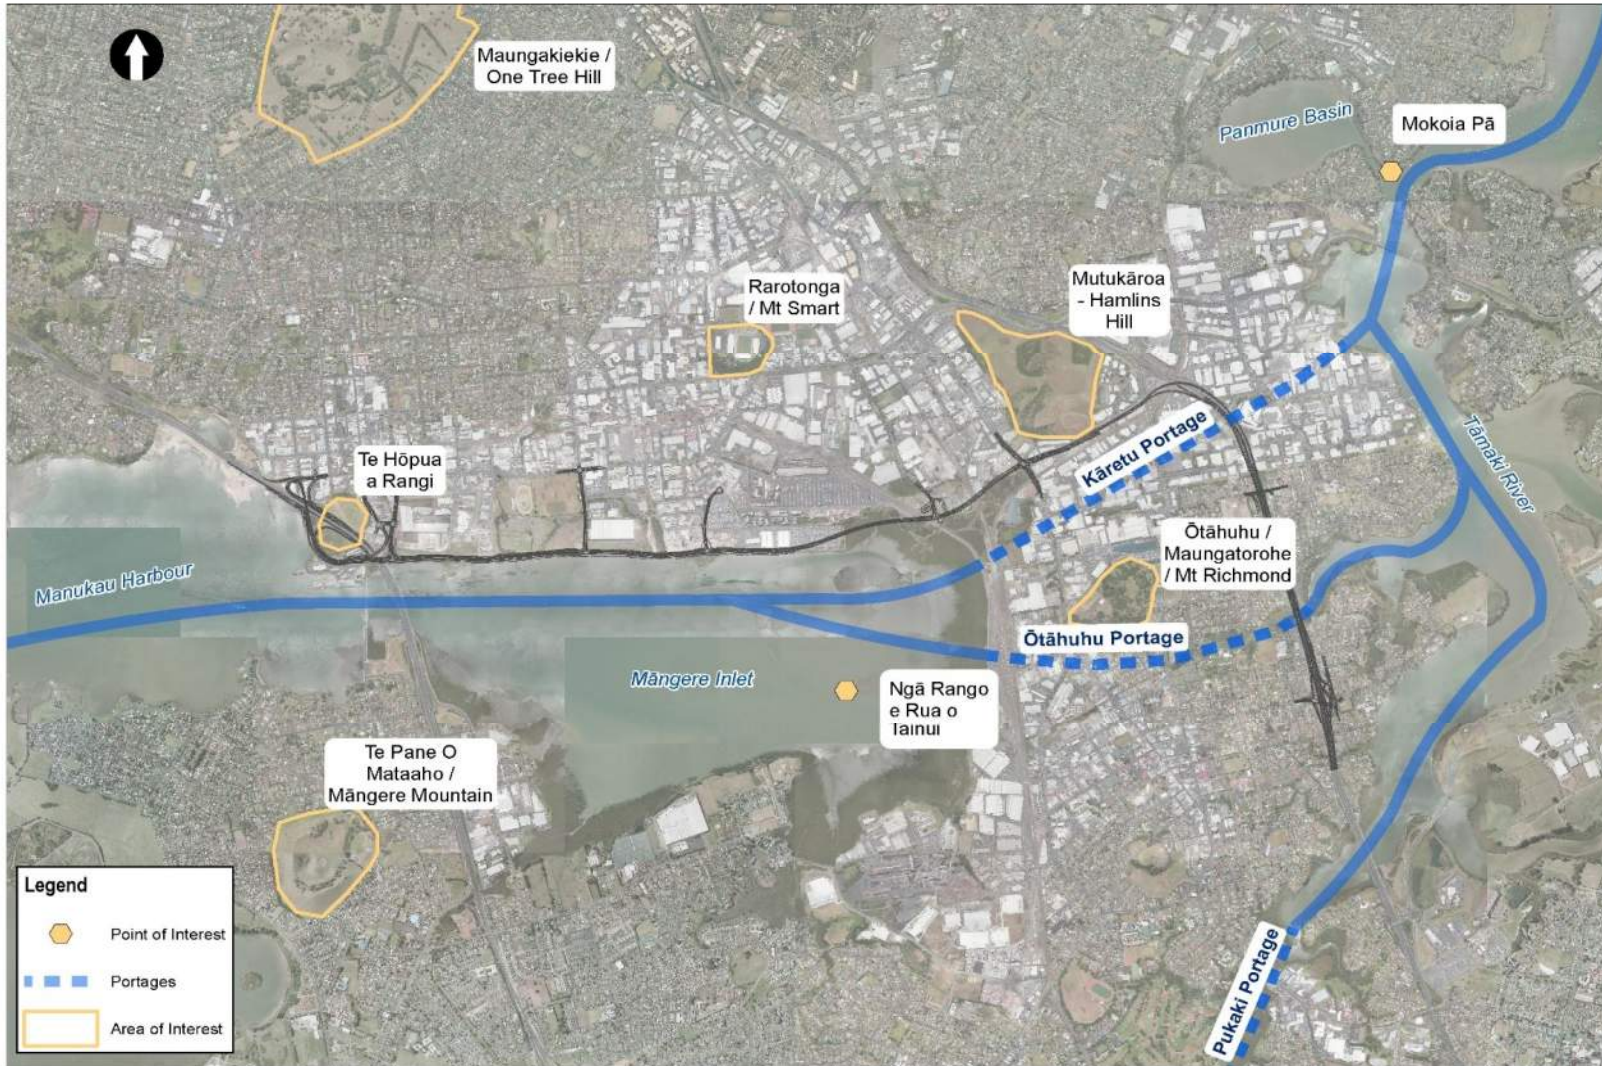 Maungakiekie /
One Tree Hill
Panmure Basin
Mokoia Pā
Rarotonga
/ Mt Smart
Mutukāroa
- Hamlins
Hill
Kāretu Portage
Tāmaki River
Te Hōpua
a Rangi
Ōtāhuhu /
Maungatorohe
/ Mt Richmond
Manukau Harbour
Ōtāhuhu Portage
Māngere Inlet
Ngā Rango
e Rua o
Tainui
Te Pane O
Mataaho /
Māngere Mountain
Pukaki Portage
Legend
Point of Interest
Portages
Area of Interest